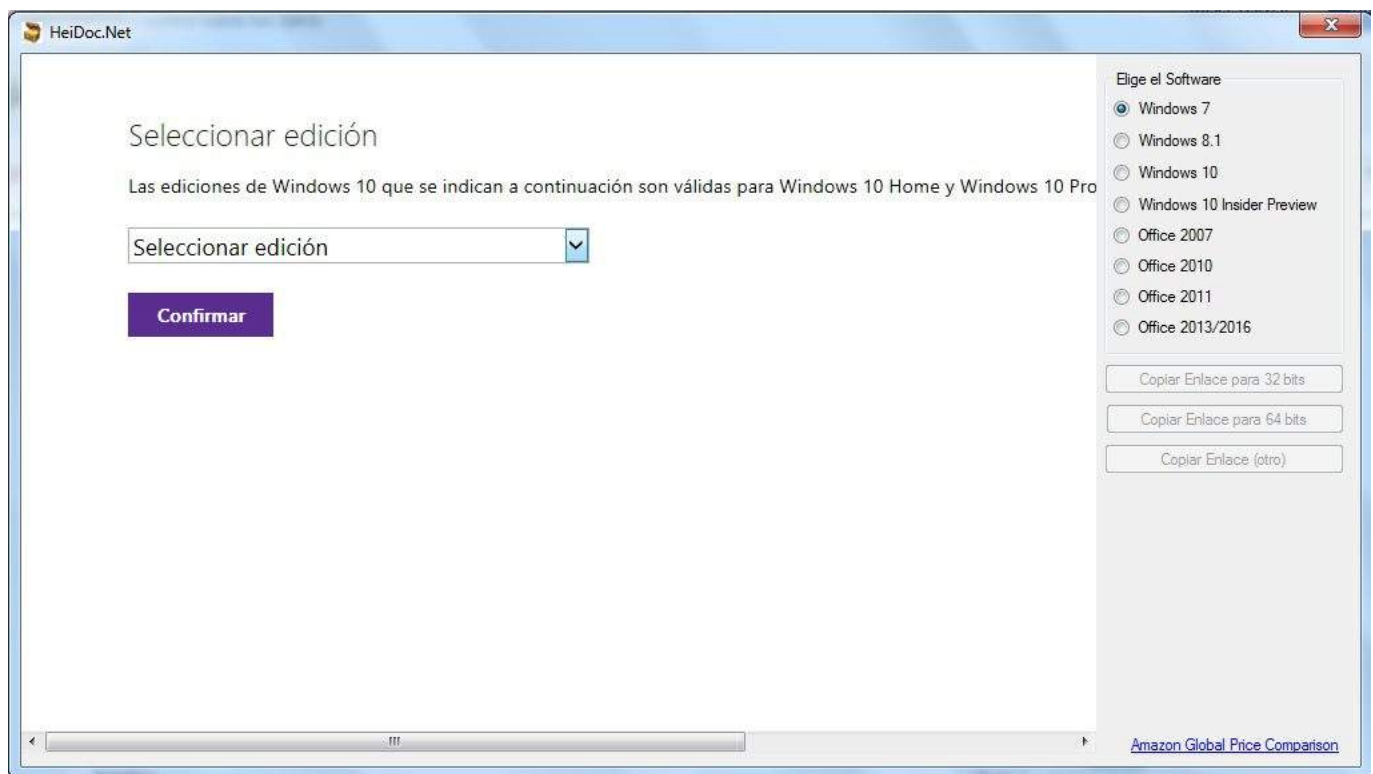 HeiDoc.Net
Seleccionar edición
Las ediciones de Windows 10 que se indican a continuación son válidas para Windows 10 Home y Windows 10 Pro
Seleccionar edición
Confirmar
Elige el Software
Windows 7
Windows 8.1
Windows 10
Windows 10 Insider Preview
Office 2007
Office 2010
Office 2011
Office 2013/2016
Copiar Enlace para 32 bits
Copiar Enlace para 64 bits
Copiar Enlace (otro)
Amazon Global Price Comparison